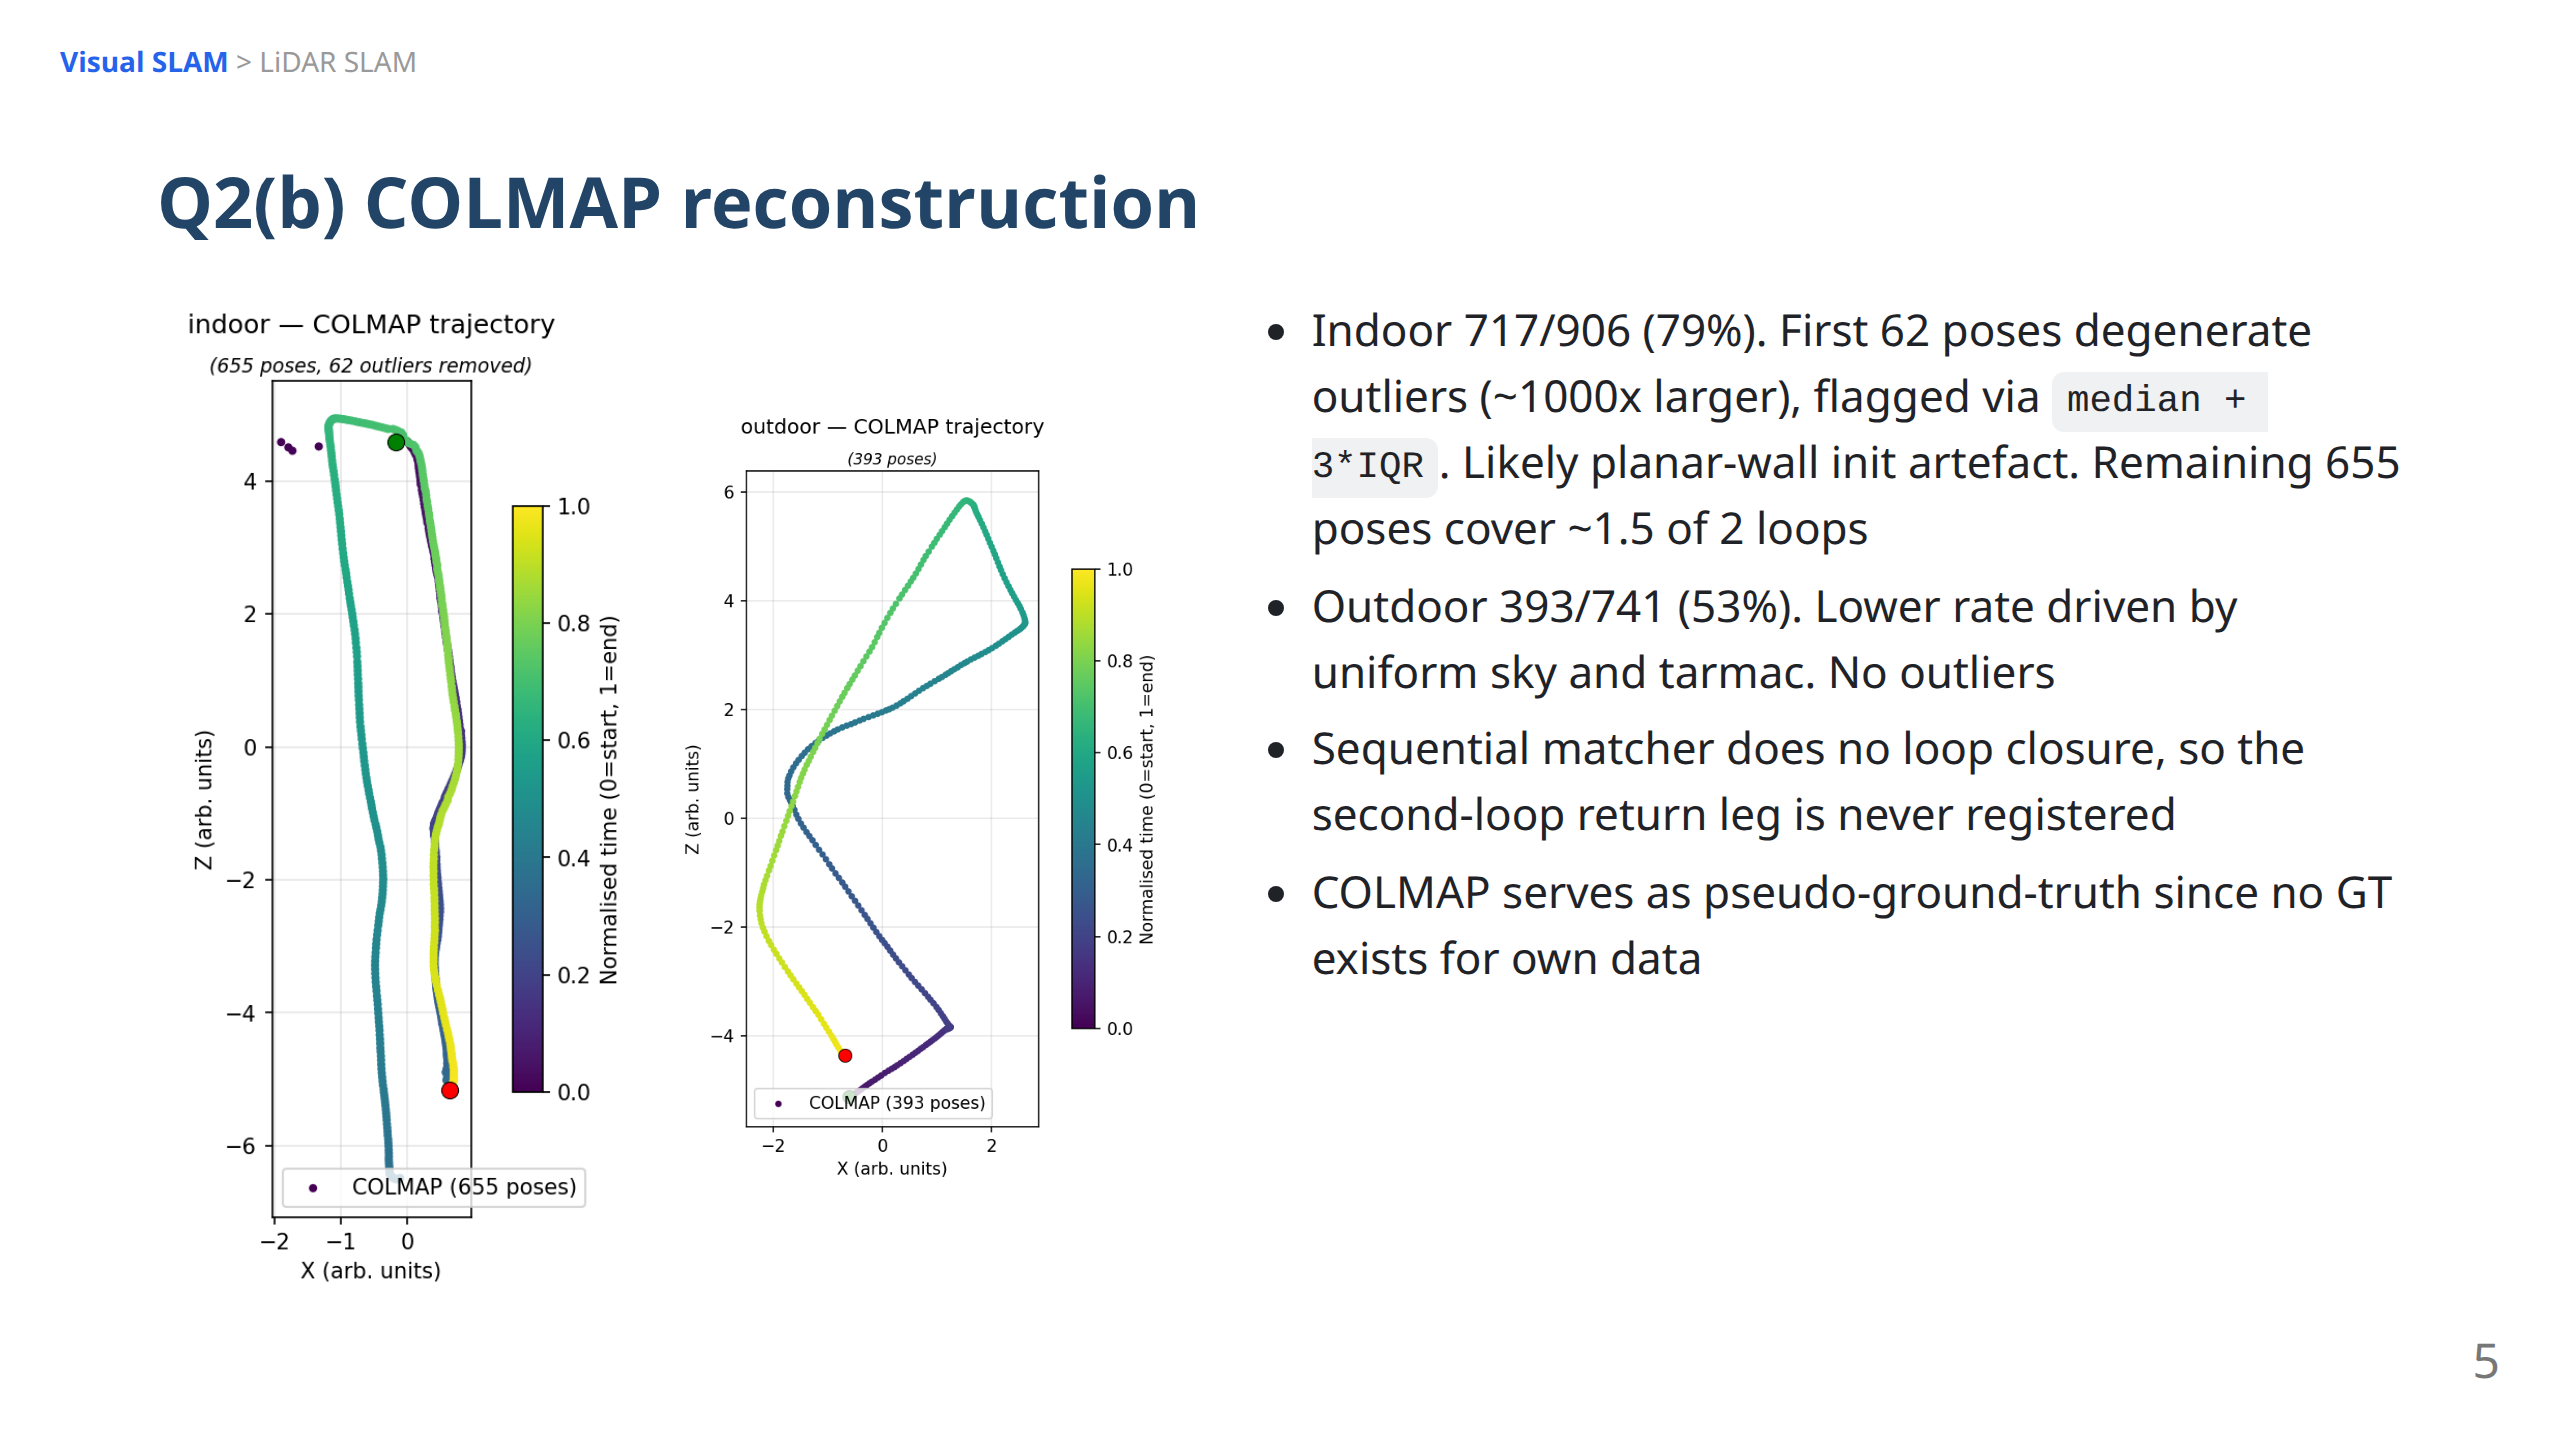 Visual SLAM > LiDAR SLAM
Q2(b) COLMAP reconstruction
indoor — COLMAP trajectory
(655 poses, 62 outliers removed)
4
2
0
−2
−4
−6
Z (arb. units)
COLMAP (655 poses)
−2 −1 0
X (arb. units)
1.0
0.8
0.6
0.4
0.2
0.0
Normalised time (0=start, 1=end)
outdoor — COLMAP trajectory
(393 poses)
6
4
2
0
−2
−4
Z (arb. units)
COLMAP (393 poses)
−2 0 2
X (arb. units)
1.0
0.8
0.6
0.4
0.2
0.0
Normalised time (0=start, 1=end)
• Indoor 717/906 (79%). First 62 poses degenerate
outliers (~1000x larger), flagged via median +
3*IQR . Likely planar-wall init artefact. Remaining 655
poses cover ~1.5 of 2 loops
• Outdoor 393/741 (53%). Lower rate driven by
uniform sky and tarmac. No outliers
• Sequential matcher does no loop closure, so the
second-loop return leg is never registered
• COLMAP serves as pseudo-ground-truth since no GT
exists for own data
5